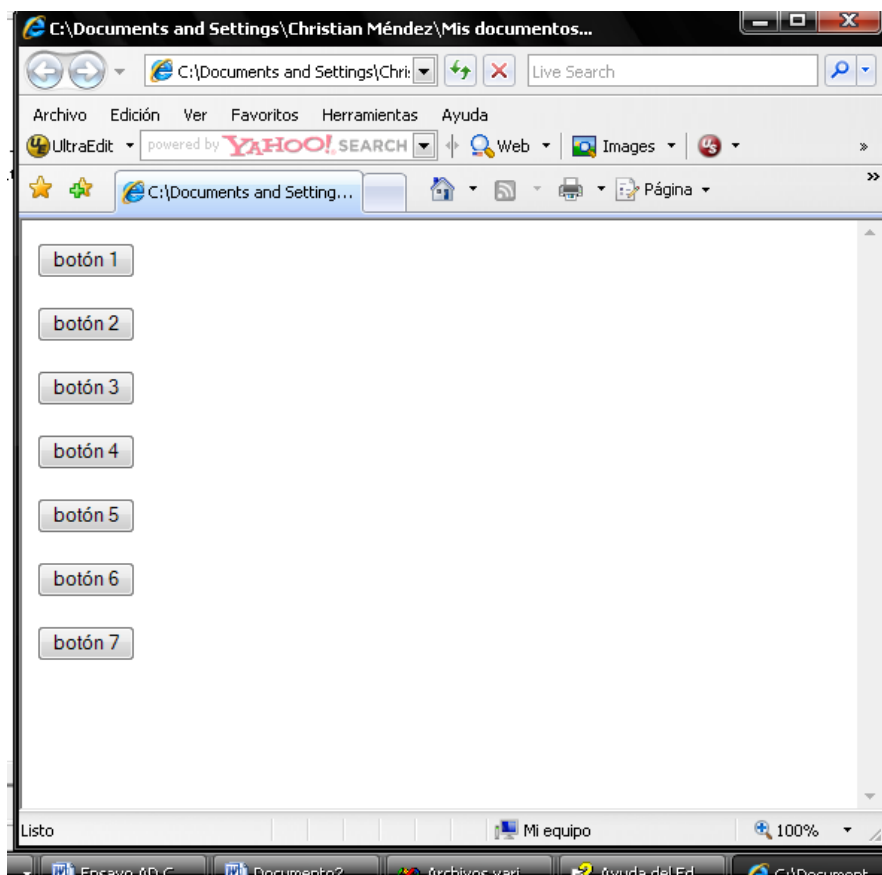 C:\Documents and Settings\Christian Méndez\Mis documentos...
C:\Documents and Settings\Chri: Live Search
Archivo Edición Ver Favoritos Herramientas Ayuda
UltraEdit powered by YAHOO! SEARCH Web Images »
C:\Documents and Setting... Página »
botón 1
botón 2
botón 3
botón 4
botón 5
botón 6
botón 7
Listo Mi equipo 100%
Ensayo AD C... Documento2 Archivos vari... Ayuda del Ed... C:\Document